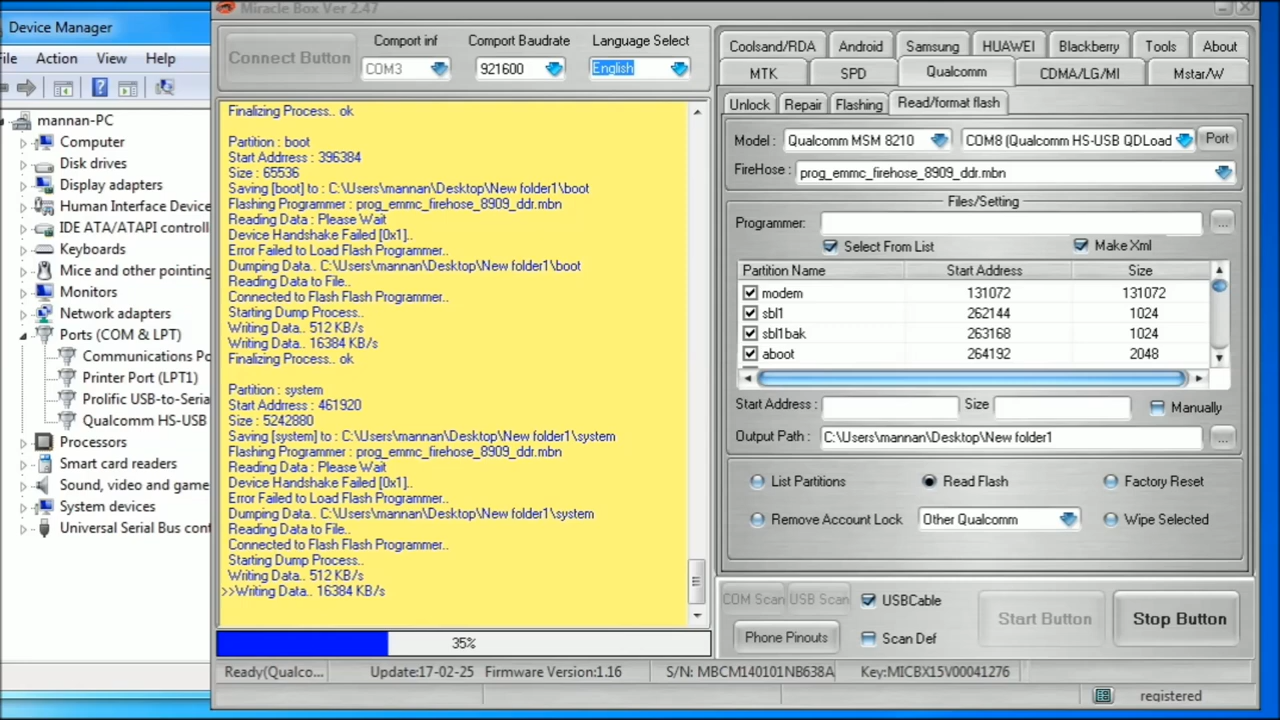 Device Manager
File Action View Help
mannan-PC
Computer
Disk drives
Display adapters
Human Interface Device
IDE ATA/ATAPI controll
Keyboards
Mice and other pointing
Monitors
Network adapters
Ports (COM & LPT)
Communications Po
Printer Port (LPT1)
Prolific USB-to-Seria
Qualcomm HS-USB
Processors
Smart card readers
Sound, video and game
System devices
Universal Serial Bus cont
Miracle Box Ver 2.47
Connect Button
Comport inf
COM3
Comport Baudrate
921600
Language Select
English
Finalizing Process.. ok
Partition : boot
Start Addrress : 396384
Size : 65536
Saving [boot] to : C:\Users\mannan\Desktop\New folder1\boot
Flashing Programmer : prog_emmc_firehose_8909_ddr.mbn
Reading Data : Please Wait
Device Handshake Failed [0x1]..
Error Failed to Load Flash Programmer..
Dumping Data.. C:\Users\mannan\Desktop\New folder1\boot
Reading Data to File..
Connected to Flash Flash Programmer..
Starting Dump Process..
Writing Data.. 512 KB/s
Writing Data.. 16384 KB/s
Finalizing Process.. ok
Partition : system
Start Addrress : 461920
Size : 5242880
Saving [system] to : C:\Users\mannan\Desktop\New folder1\system
Flashing Programmer : prog_emmc_firehose_8909_ddr.mbn
Reading Data : Please Wait
Device Handshake Failed [0x1]..
Error Failed to Load Flash Programmer..
Dumping Data.. C:\Users\mannan\Desktop\New folder1\system
Reading Data to File..
Connected to Flash Flash Programmer..
Starting Dump Process..
Writing Data.. 512 KB/s
>>Writing Data.. 16384 KB/s
35%
Coolsand/RDA Android Samsung HUAWEI Blackberry Tools About
MTK SPD Qualcomm CDMA/LG/MI Mstar/W
Unlock Repair Flashing Read/format flash
Model : Qualcomm MSM 8210 COM8 (Qualcomm HS-USB QDLoad Port
FireHose : prog_emmc_firehose_8909_ddr.mbn
Files/Setting
Programmer: ...
Select From List Make Xml
Partition Name Start Address Size
modem 131072 131072
sbl1 262144 1024
sbl1bak 263168 1024
aboot 264192 2048
Start Address : Size Manually
Output Path : C:\Users\mannan\Desktop\New folder1 ...
List Partitions Read Flash Factory Reset
Remove Account Lock Other Qualcomm Wipe Selected
COM Scan USB Scan USBCable
Phone Pinouts Scan Def
Start Button Stop Button
Ready(Qualco... Update:17-02-25 Firmware Version:1.16 S/N: MBCM140101NB638A Key:MICBX15V00041276
registered